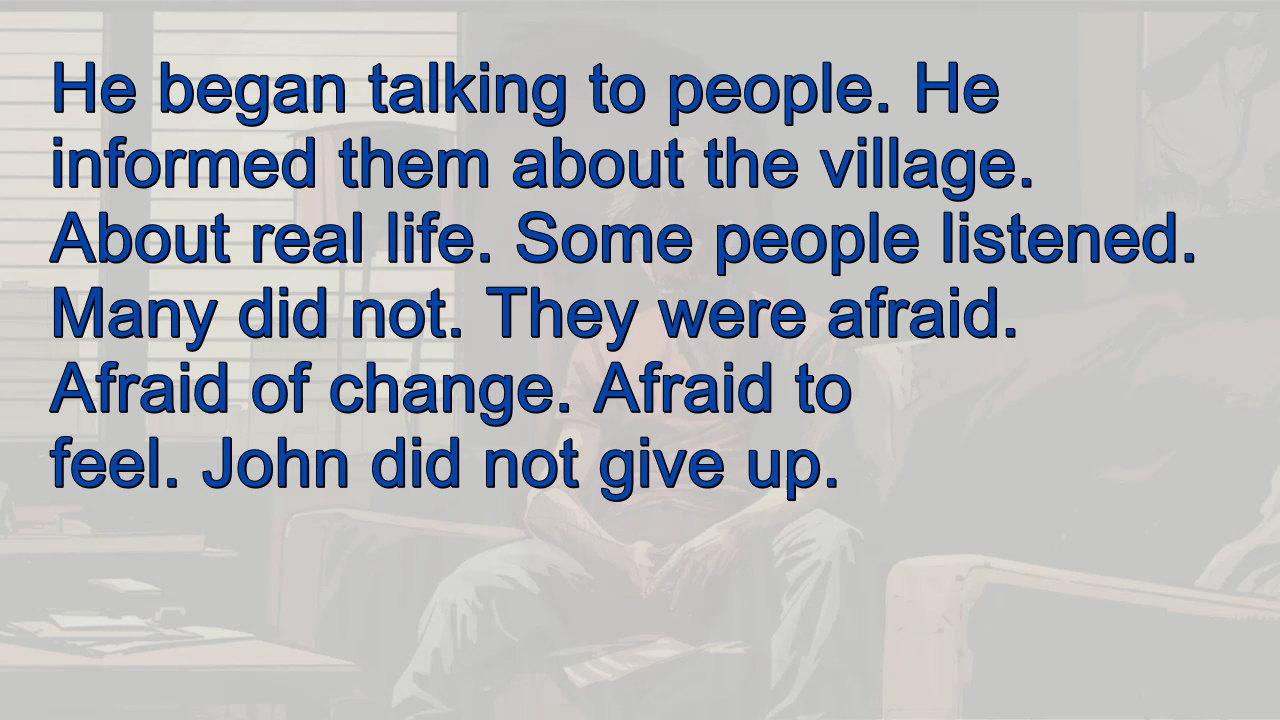 He began talking to people. He
informed them about the village.
About real life. Some people listened.
Many did not. They were afraid.
Afraid of change. Afraid to
feel. John did not give up.